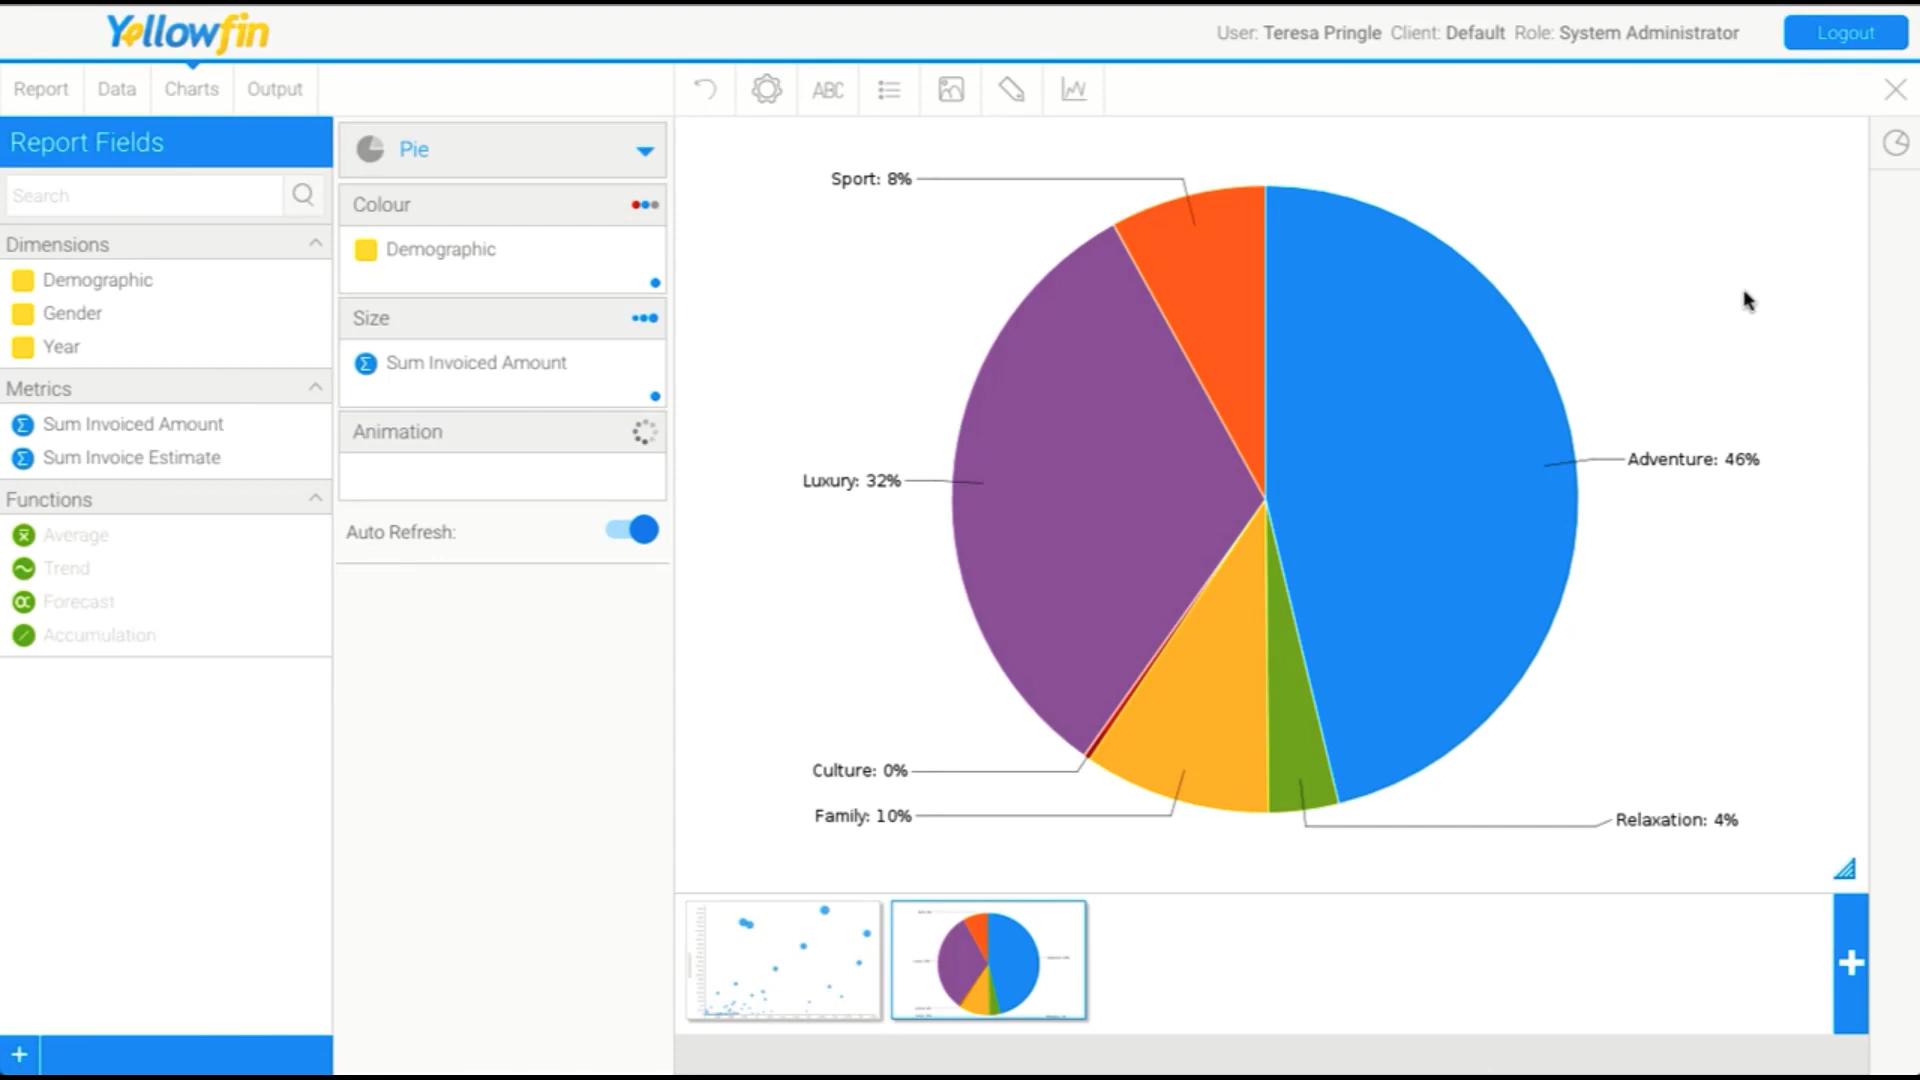 Yellowfin
User: Teresa Pringle Client: Default Role: System Administrator
Logout
Report
Data
Charts
Output
ABC
Report Fields
Search
Dimensions
Demographic
Gender
Year
Metrics
Sum Invoiced Amount
Sum Invoice Estimate
Functions
Average
Trend
Forecast
Accumulation
Pie
Colour
Demographic
Size
Sum Invoiced Amount
Animation
Auto Refresh:
Sport: 8%
Adventure: 46%
Luxury: 32%
Culture: 0%
Family: 10%
Relaxation: 4%